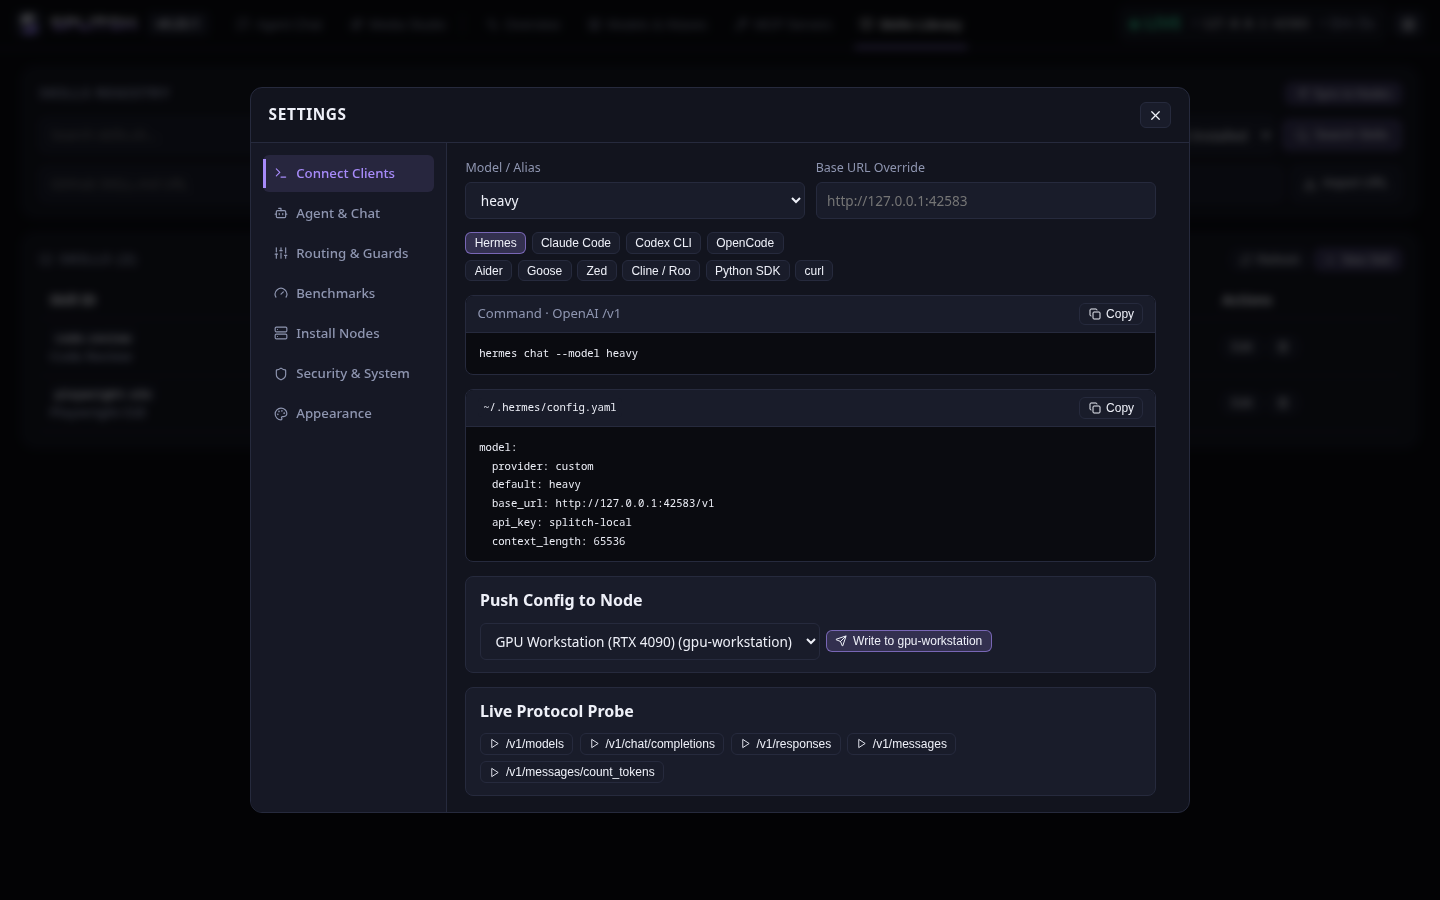 SETTINGS
Connect Clients
Agent & Chat
Routing & Guards
Benchmarks
Install Nodes
Security & System
Appearance
Model / Alias
Base URL Override
heavy
http://127.0.0.1:42583
Hermes
Claude Code
Codex CLI
OpenCode
Aider
Goose
Zed
Cline / Roo
Python SDK
curl
Command · OpenAI /v1
Copy
hermes chat --model heavy
~/.hermes/config.yaml
Copy
model:
  provider: custom
  default: heavy
  base_url: http://127.0.0.1:42583/v1
  api_key: splitch-local
  context_length: 65536
Push Config to Node
GPU Workstation (RTX 4090) (gpu-workstation)
Write to gpu-workstation
Live Protocol Probe
/v1/models
/v1/chat/completions
/v1/responses
/v1/messages
/v1/messages/count_tokens